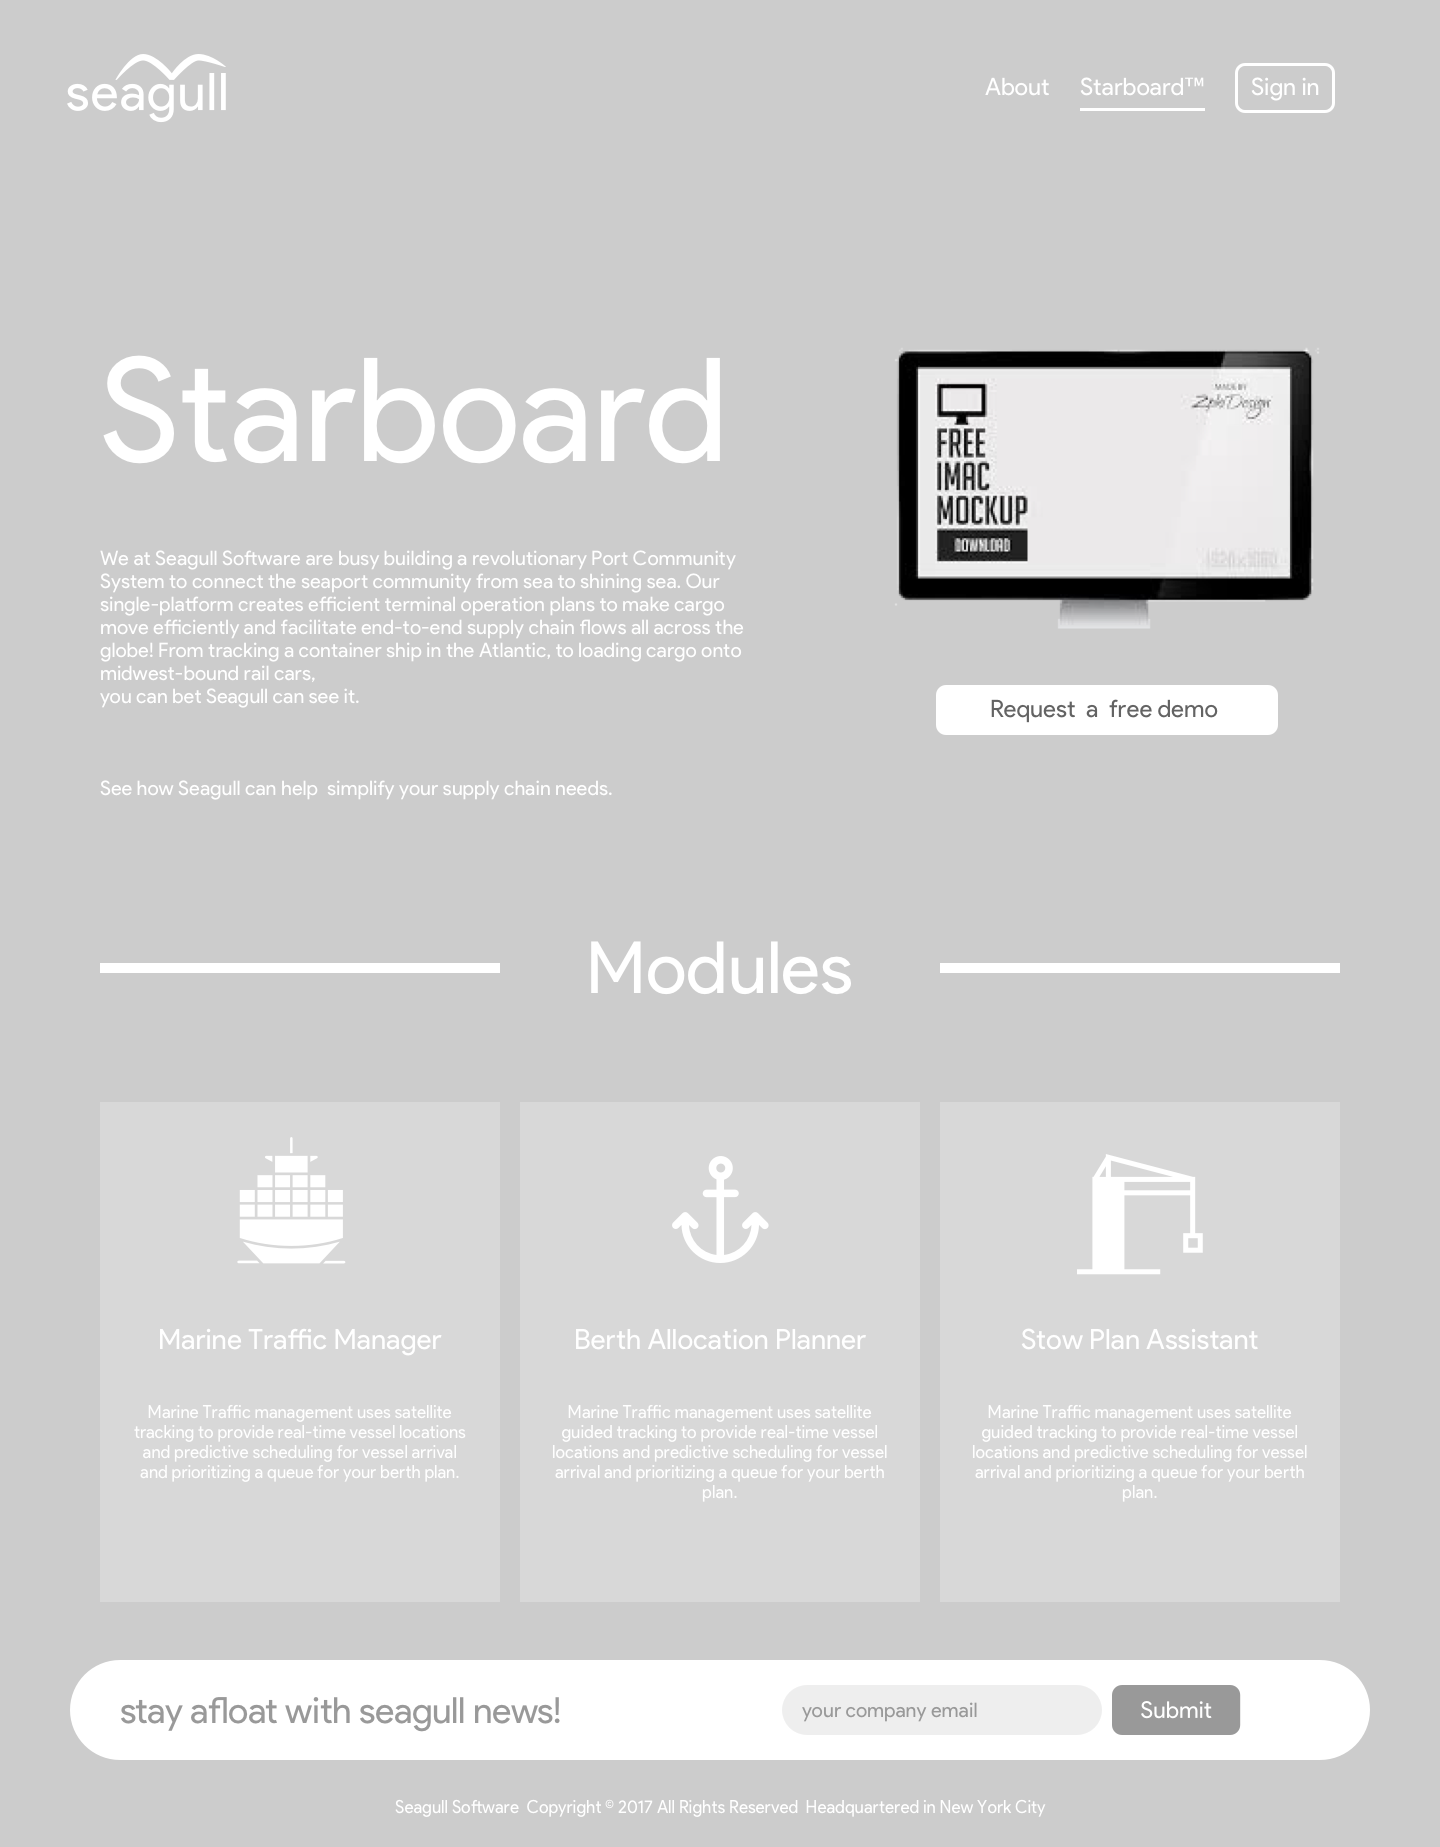 seagull
About Starboard™ Sign in
Starboard
FREE
IMAC
MOCKUP
DOWNLOAD
MADE BY
We at Seagull Software are busy building a revolutionary Port Community
System to connect the seaport community from sea to shining sea. Our
single-platform creates efficient terminal operation plans to make cargo
move efficiently and facilitate end-to-end supply chain flows all across the
globe! From tracking a container ship in the Atlantic, to loading cargo onto
midwest-bound rail cars,
you can bet Seagull can see it.
Request a free demo
See how Seagull can help simplify your supply chain needs.
Modules
Marine Traffic Manager
Marine Traffic management uses satellite
tracking to provide real-time vessel locations
and predictive scheduling for vessel arrival
and prioritizing a queue for your berth plan.
Berth Allocation Planner
Marine Traffic management uses satellite
guided tracking to provide real-time vessel
locations and predictive scheduling for vessel
arrival and prioritizing a queue for your berth
plan.
Stow Plan Assistant
Marine Traffic management uses satellite
guided tracking to provide real-time vessel
locations and predictive scheduling for vessel
arrival and prioritizing a queue for your berth
plan.
stay afloat with seagull news!
your company email
Submit
Seagull Software Copyright © 2017 All Rights Reserved Headquartered in New York City